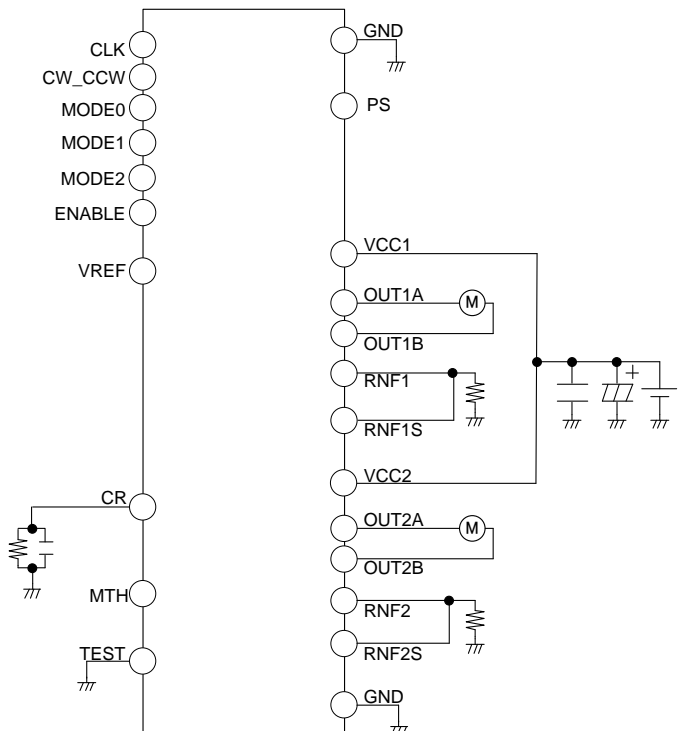 CLK
CW_CCW
MODE0
MODE1
MODE2
ENABLE
VREF
CR
MTH
TEST
GND
PS
VCC1
OUT1A
M
OUT1B
RNF1
RNF1S
+
VCC2
OUT2A
M
OUT2B
RNF2
RNF2S
GND